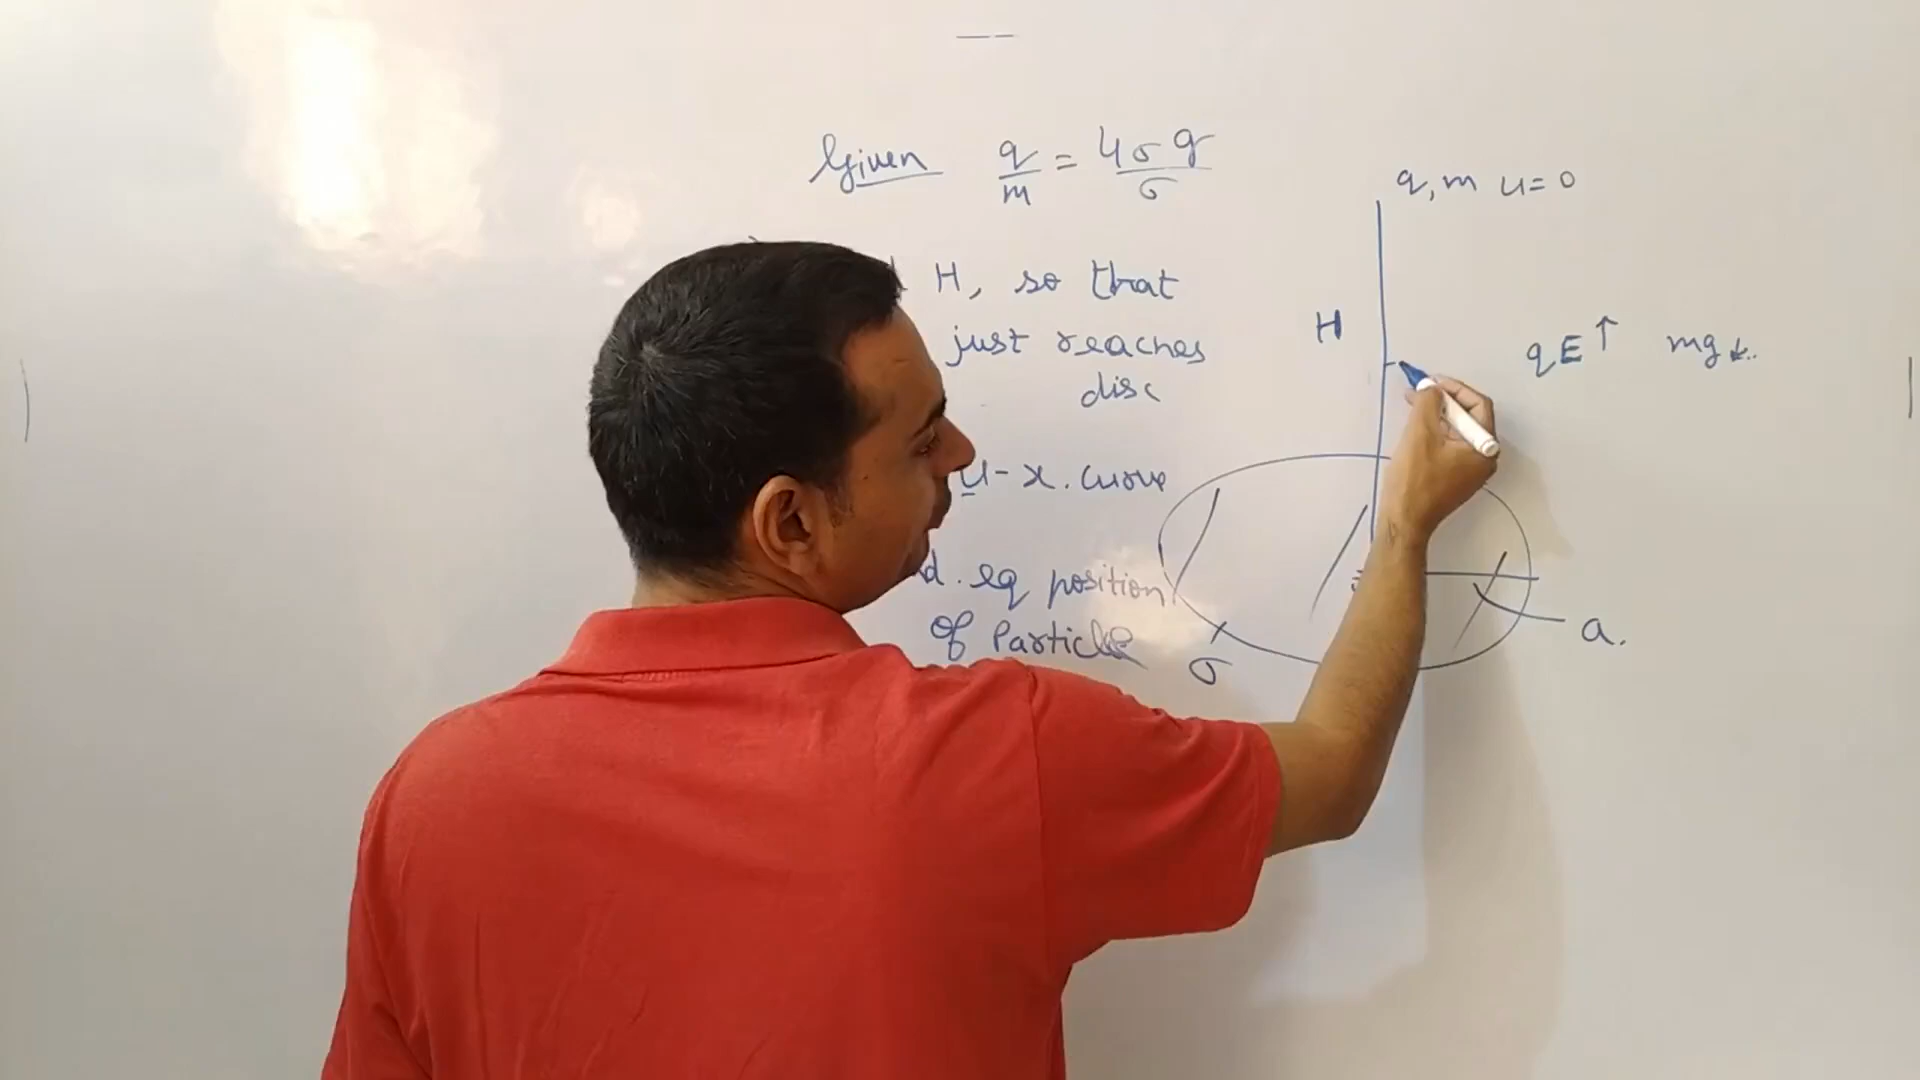 Given q/m = 4σg/σ
q, m u=0
H, so that
just reaches
disc
H
qE↑ mg↓
u-x. curve
eq position
of Particle
σ
a.